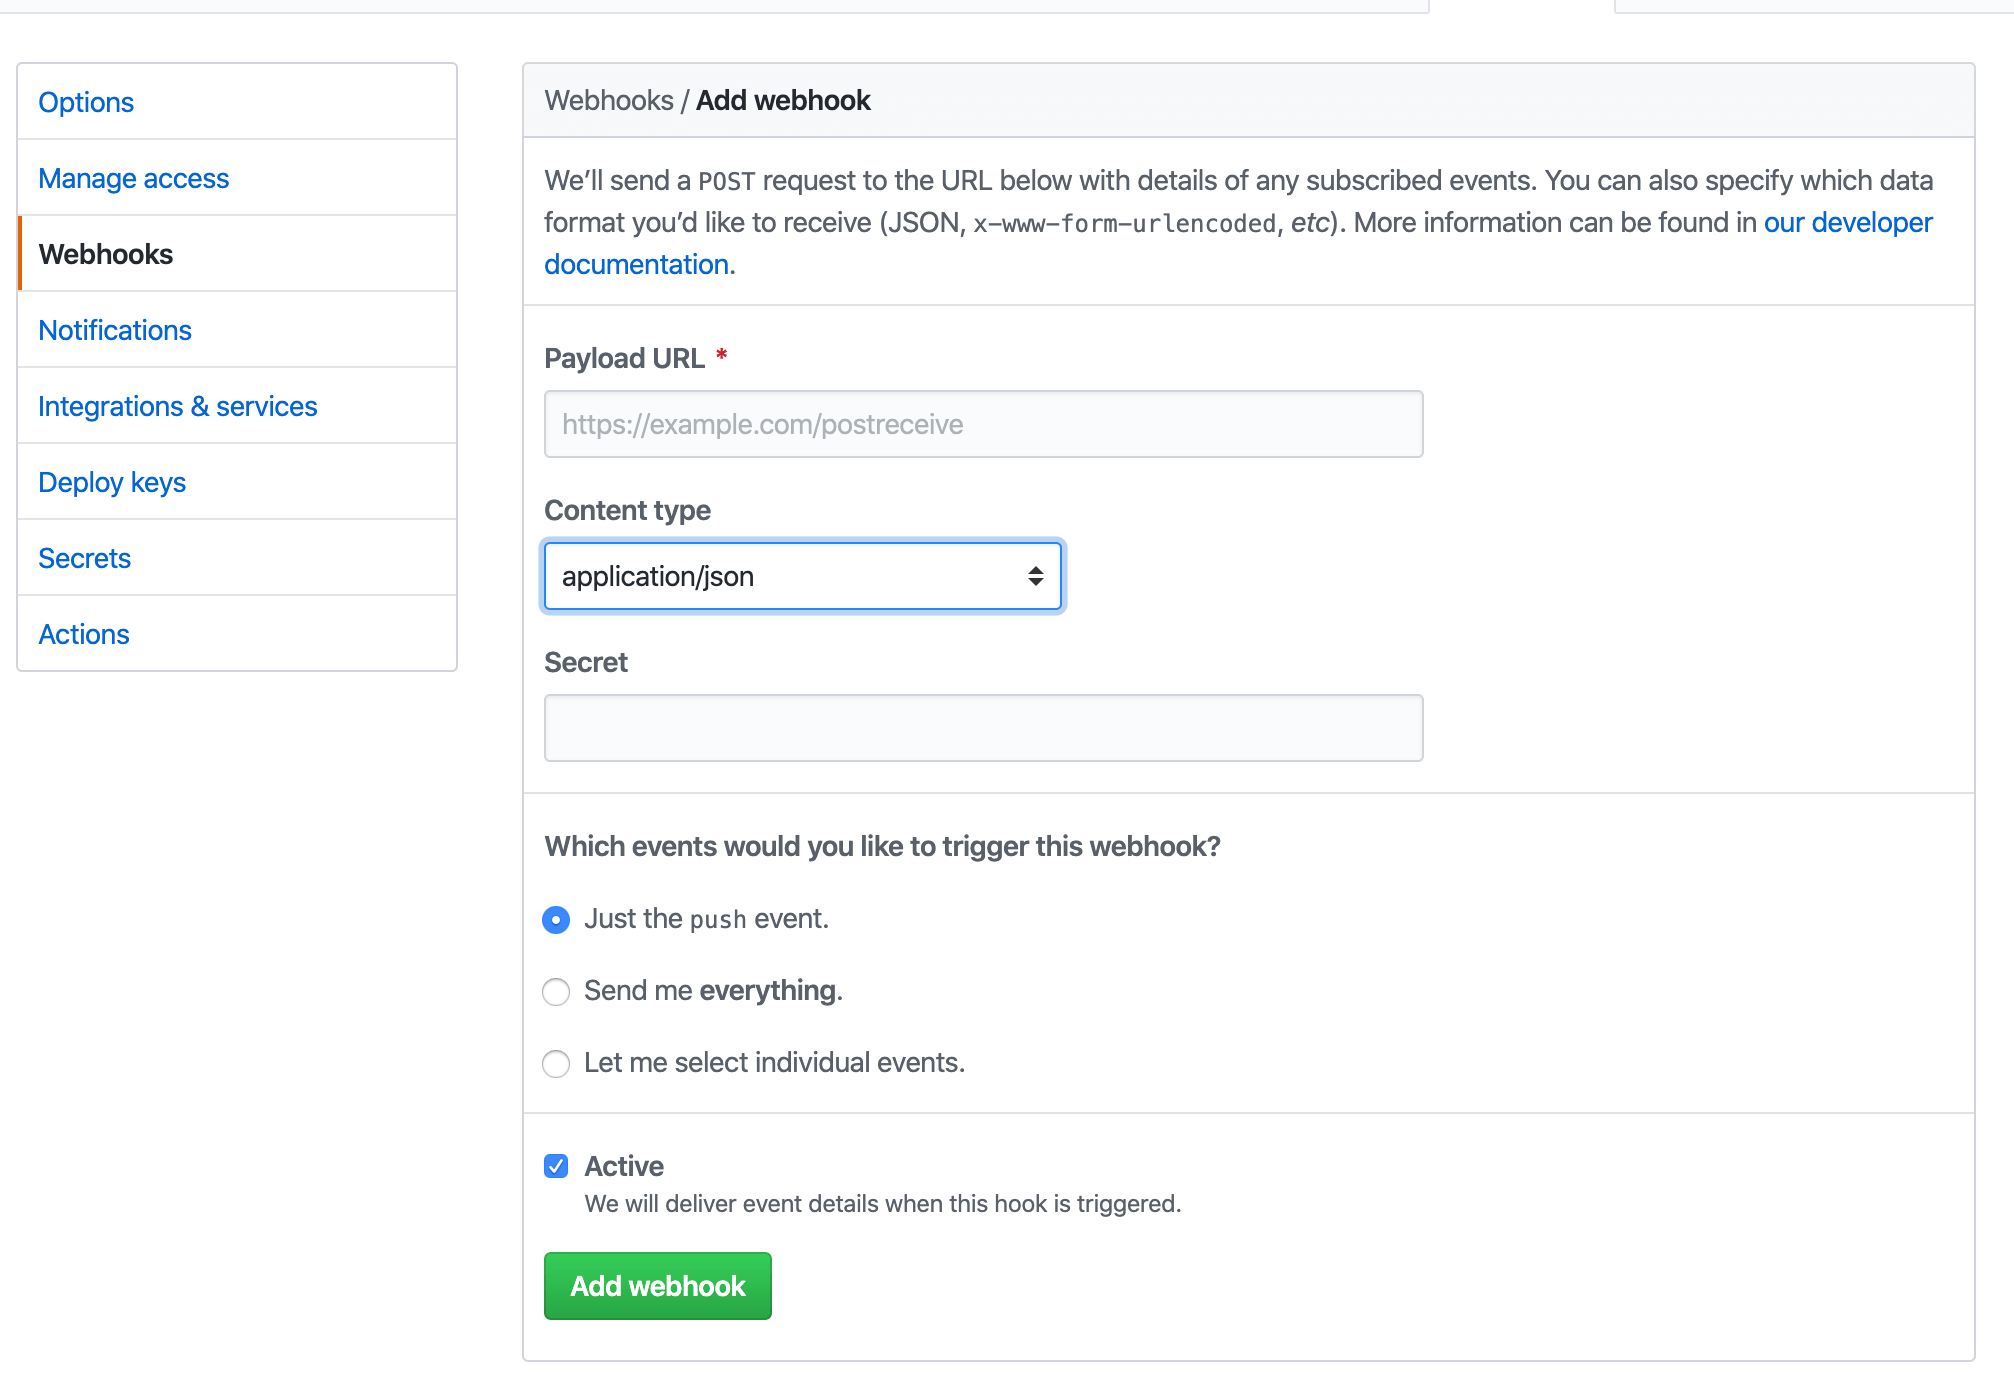 Options
Manage access
Webhooks
Notifications
Integrations & services
Deploy keys
Secrets
Actions
Webhooks / Add webhook
We’ll send a POST request to the URL below with details of any subscribed events. You can also specify which data
format you’d like to receive (JSON, x-www-form-urlencoded, etc). More information can be found in our developer
documentation.
Payload URL *
https://example.com/postreceive
Content type
application/json
Secret
Which events would you like to trigger this webhook?
Just the push event.
Send me everything.
Let me select individual events.
Active
We will deliver event details when this hook is triggered.
Add webhook